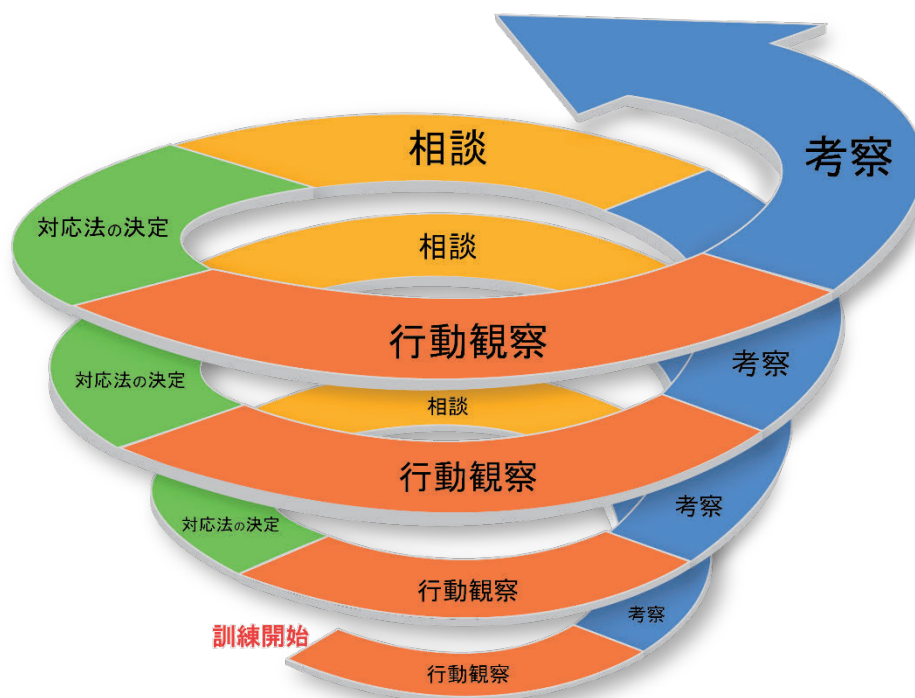 考察
相談
対応法の決定
相談
行動観察
考察
対応法の決定
相談
行動観察
考察
対応法の決定
行動観察
考察
訓練開始
行動観察